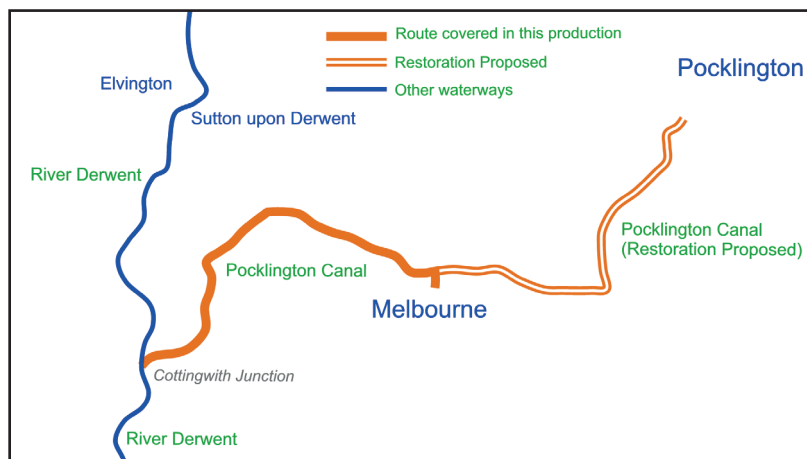 Route covered in this production
Restoration Proposed
Other waterways
Pocklington
Elvington
Sutton upon Derwent
River Derwent
Pocklington Canal
(Restoration Proposed)
Pocklington Canal
Melbourne
Cottingwith Junction
River Derwent